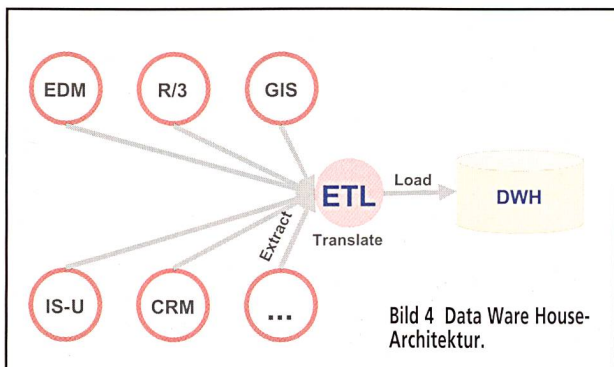 EDM R/3 GIS
ETL
Load
DWH
Extract
Translate
IS-U CRM ...
Bild 4 Data Ware House-
Architektur.